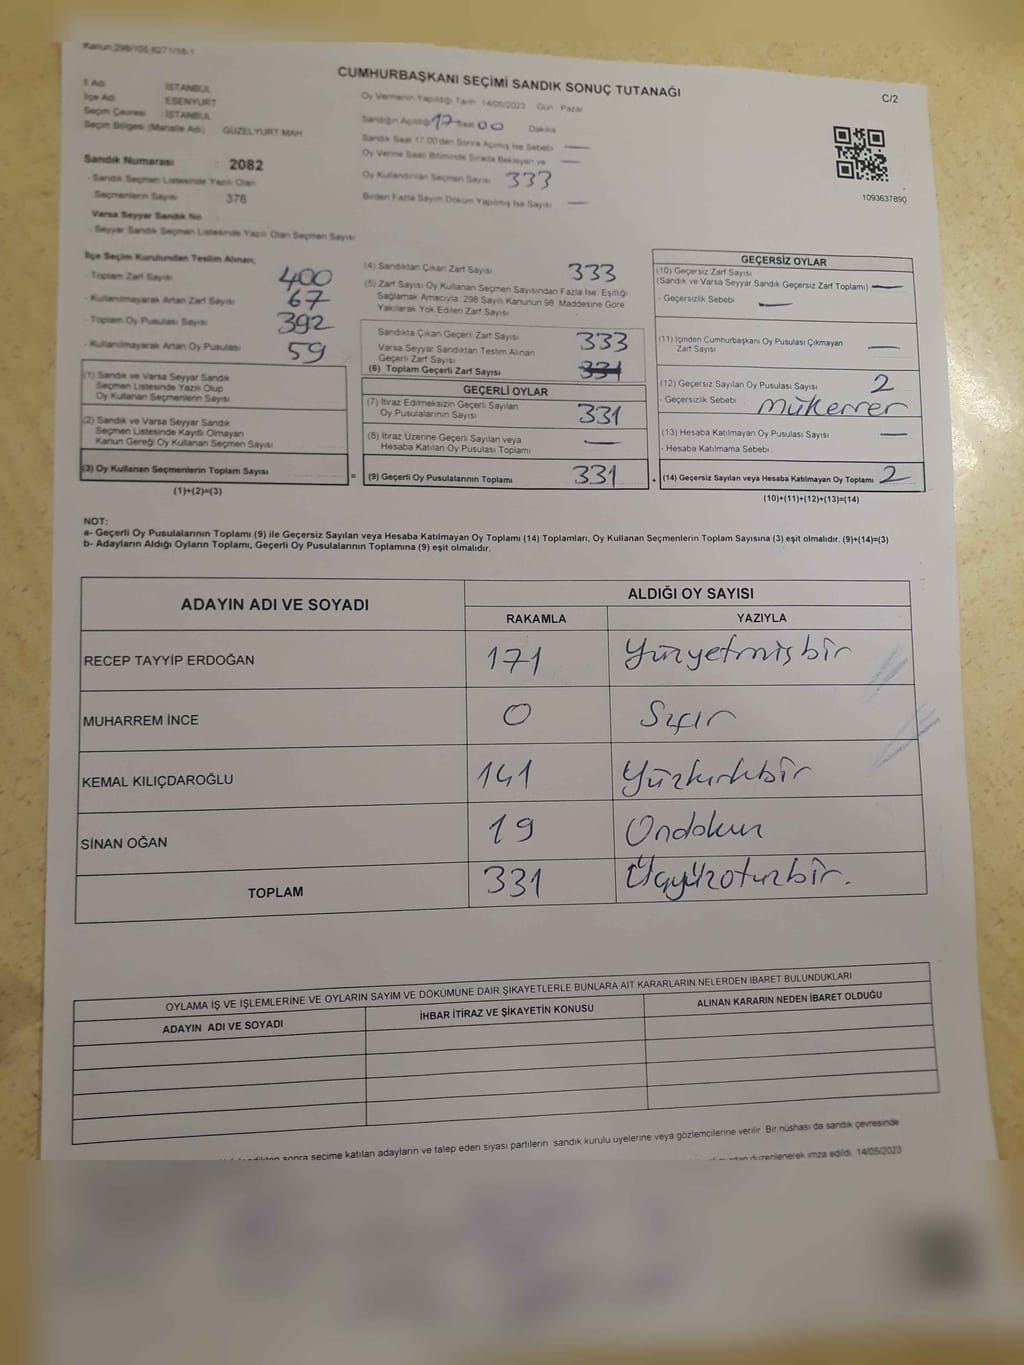 Kanun:298/105,6271/18-1
CUMHURBAŞKANI SEÇİMİ SANDIK SONUÇ TUTANAĞI
C/2
İl Adı : İSTANBUL
İlçe Adı : ESENYURT
Seçim Çevresi : İSTANBUL
Seçim Bölgesi (Mahalle Adı) : GÜZELYURT MAH
Sandık Numarası : 2082
- Sandık Seçmen Listesinde Yazılı Olan
Seçmenlerin Sayısı : 376
Varsa Seyyar Sandık No
- Seyyar Sandık Seçmen Listesinde Yazılı Olan Seçmen Sayısı
Oy Vermenin Yapıldığı Tarih 14/05/2023 Gün : Pazar
Sandığın Açıldığı 17 Saat 00 Dakika
Sandık Saat 17.00'den Sonra Açılmış İse Sebebi —
Oy Verme Saati Bitiminde Sırada Bekleyen ve —
Oy Kullandırılan Seçmen Sayısı 333
Birden Fazla Sayım Döküm Yapılmış İse Sayısı —
1093637890
İlçe Seçim Kurulundan Teslim Alınan;
- Toplam Zarf Sayısı 400
- Kullanılmayarak Artan Zarf Sayısı 67
- Toplam Oy Pusulası Sayısı 392
- Kullanılmayarak Artan Oy Pusulası 59
(1) Sandık ve Varsa Seyyar Sandık
Seçmen Listesinde Yazılı Olup
Oy Kullanan Seçmenlerin Sayısı
(2) Sandık ve Varsa Seyyar Sandık
Seçmen Listesinde Kayıtlı Olmayan
Kanun Gereği Oy Kullanan Seçmen Sayısı
(3) Oy Kullanan Seçmenlerin Toplam Sayısı =
(1)+(2)=(3)
(4) Sandıktan Çıkan Zarf Sayısı 333
(5) Zarf Sayısı Oy Kullanan Seçmen Sayısından Fazla İse, Eşitliği
Sağlamak Amacıyla, 298 Sayılı Kanunun 98. Maddesine Göre
Yakılarak Yok Edilen Zarf Sayısı
Sandıkta Çıkan Geçerli Zarf Sayısı 333
Varsa Seyyar Sandıktan Teslim Alınan
Geçerli Zarf Sayısı
(6) Toplam Geçerli Zarf Sayısı 331
GEÇERLİ OYLAR
(7) İtiraz Edilmeksizin Geçerli Sayılan
Oy Pusulalarının Sayısı 331
(8) İtiraz Üzerine Geçerli Sayılan veya
Hesaba Katılan Oy Pusulası Toplamı —
(9) Geçerli Oy Pusulalarının Toplamı 331 +
GEÇERSİZ OYLAR
(10) Geçersiz Zarf Sayısı
(Sandık ve Varsa Seyyar Sandık Geçersiz Zarf Toplamı) —
- Geçersizlik Sebebi —
(11) İçinden Cumhurbaşkanı Oy Pusulası Çıkmayan
Zarf Sayısı —
(12) Geçersiz Sayılan Oy Pusulası Sayısı 2
- Geçersizlik Sebebi mükerrer
(13) Hesaba Katılmayan Oy Pusulası Sayısı —
- Hesaba Katılmama Sebebi
(14) Geçersiz Sayılan veya Hesaba Katılmayan Oy Toplamı 2
(10)+(11)+(12)+(13)=(14)
NOT:
a- Geçerli Oy Pusulalarının Toplamı (9) ile Geçersiz Sayılan veya Hesaba Katılmayan Oy Toplamı (14) Toplamları, Oy Kullanan Seçmenlerin Toplam Sayısına (3) eşit olmalıdır. (9)+(14)=(3)
b- Adayların Aldığı Oyların Toplamı, Geçerli Oy Pusulalarının Toplamına (9) eşit olmalıdır.
ADAYIN ADI VE SOYADI ALDIĞI OY SAYISI
RAKAMLA YAZIYLA
RECEP TAYYİP ERDOĞAN 171 Yüzyetmişbir
MUHARREM İNCE 0 Sıfır
KEMAL KILIÇDAROĞLU 141 Yüzkırkbir
SİNAN OĞAN 19 Ondokuz
TOPLAM 331 Üçyüzotuzbir.
OYLAMA İŞ VE İŞLEMLERİNE VE OYLARIN SAYIM VE DÖKÜMÜNE DAİR ŞİKAYETLERLE BUNLARA AİT KARARLARIN NELERDEN İBARET BULUNDUKLARI
ADAYIN ADI VE SOYADI İHBAR İTİRAZ VE ŞİKAYETİN KONUSU ALINAN KARARIN NEDEN İBARET OLDUĞU
sonra seçime katılan adayların ve talep eden siyasi partilerin sandık kurulu üyelerine veya gözlemcilerine verilir. Bir nüshası da sandık çevresinde
düzenlenerek imza edildi. 14/05/2023